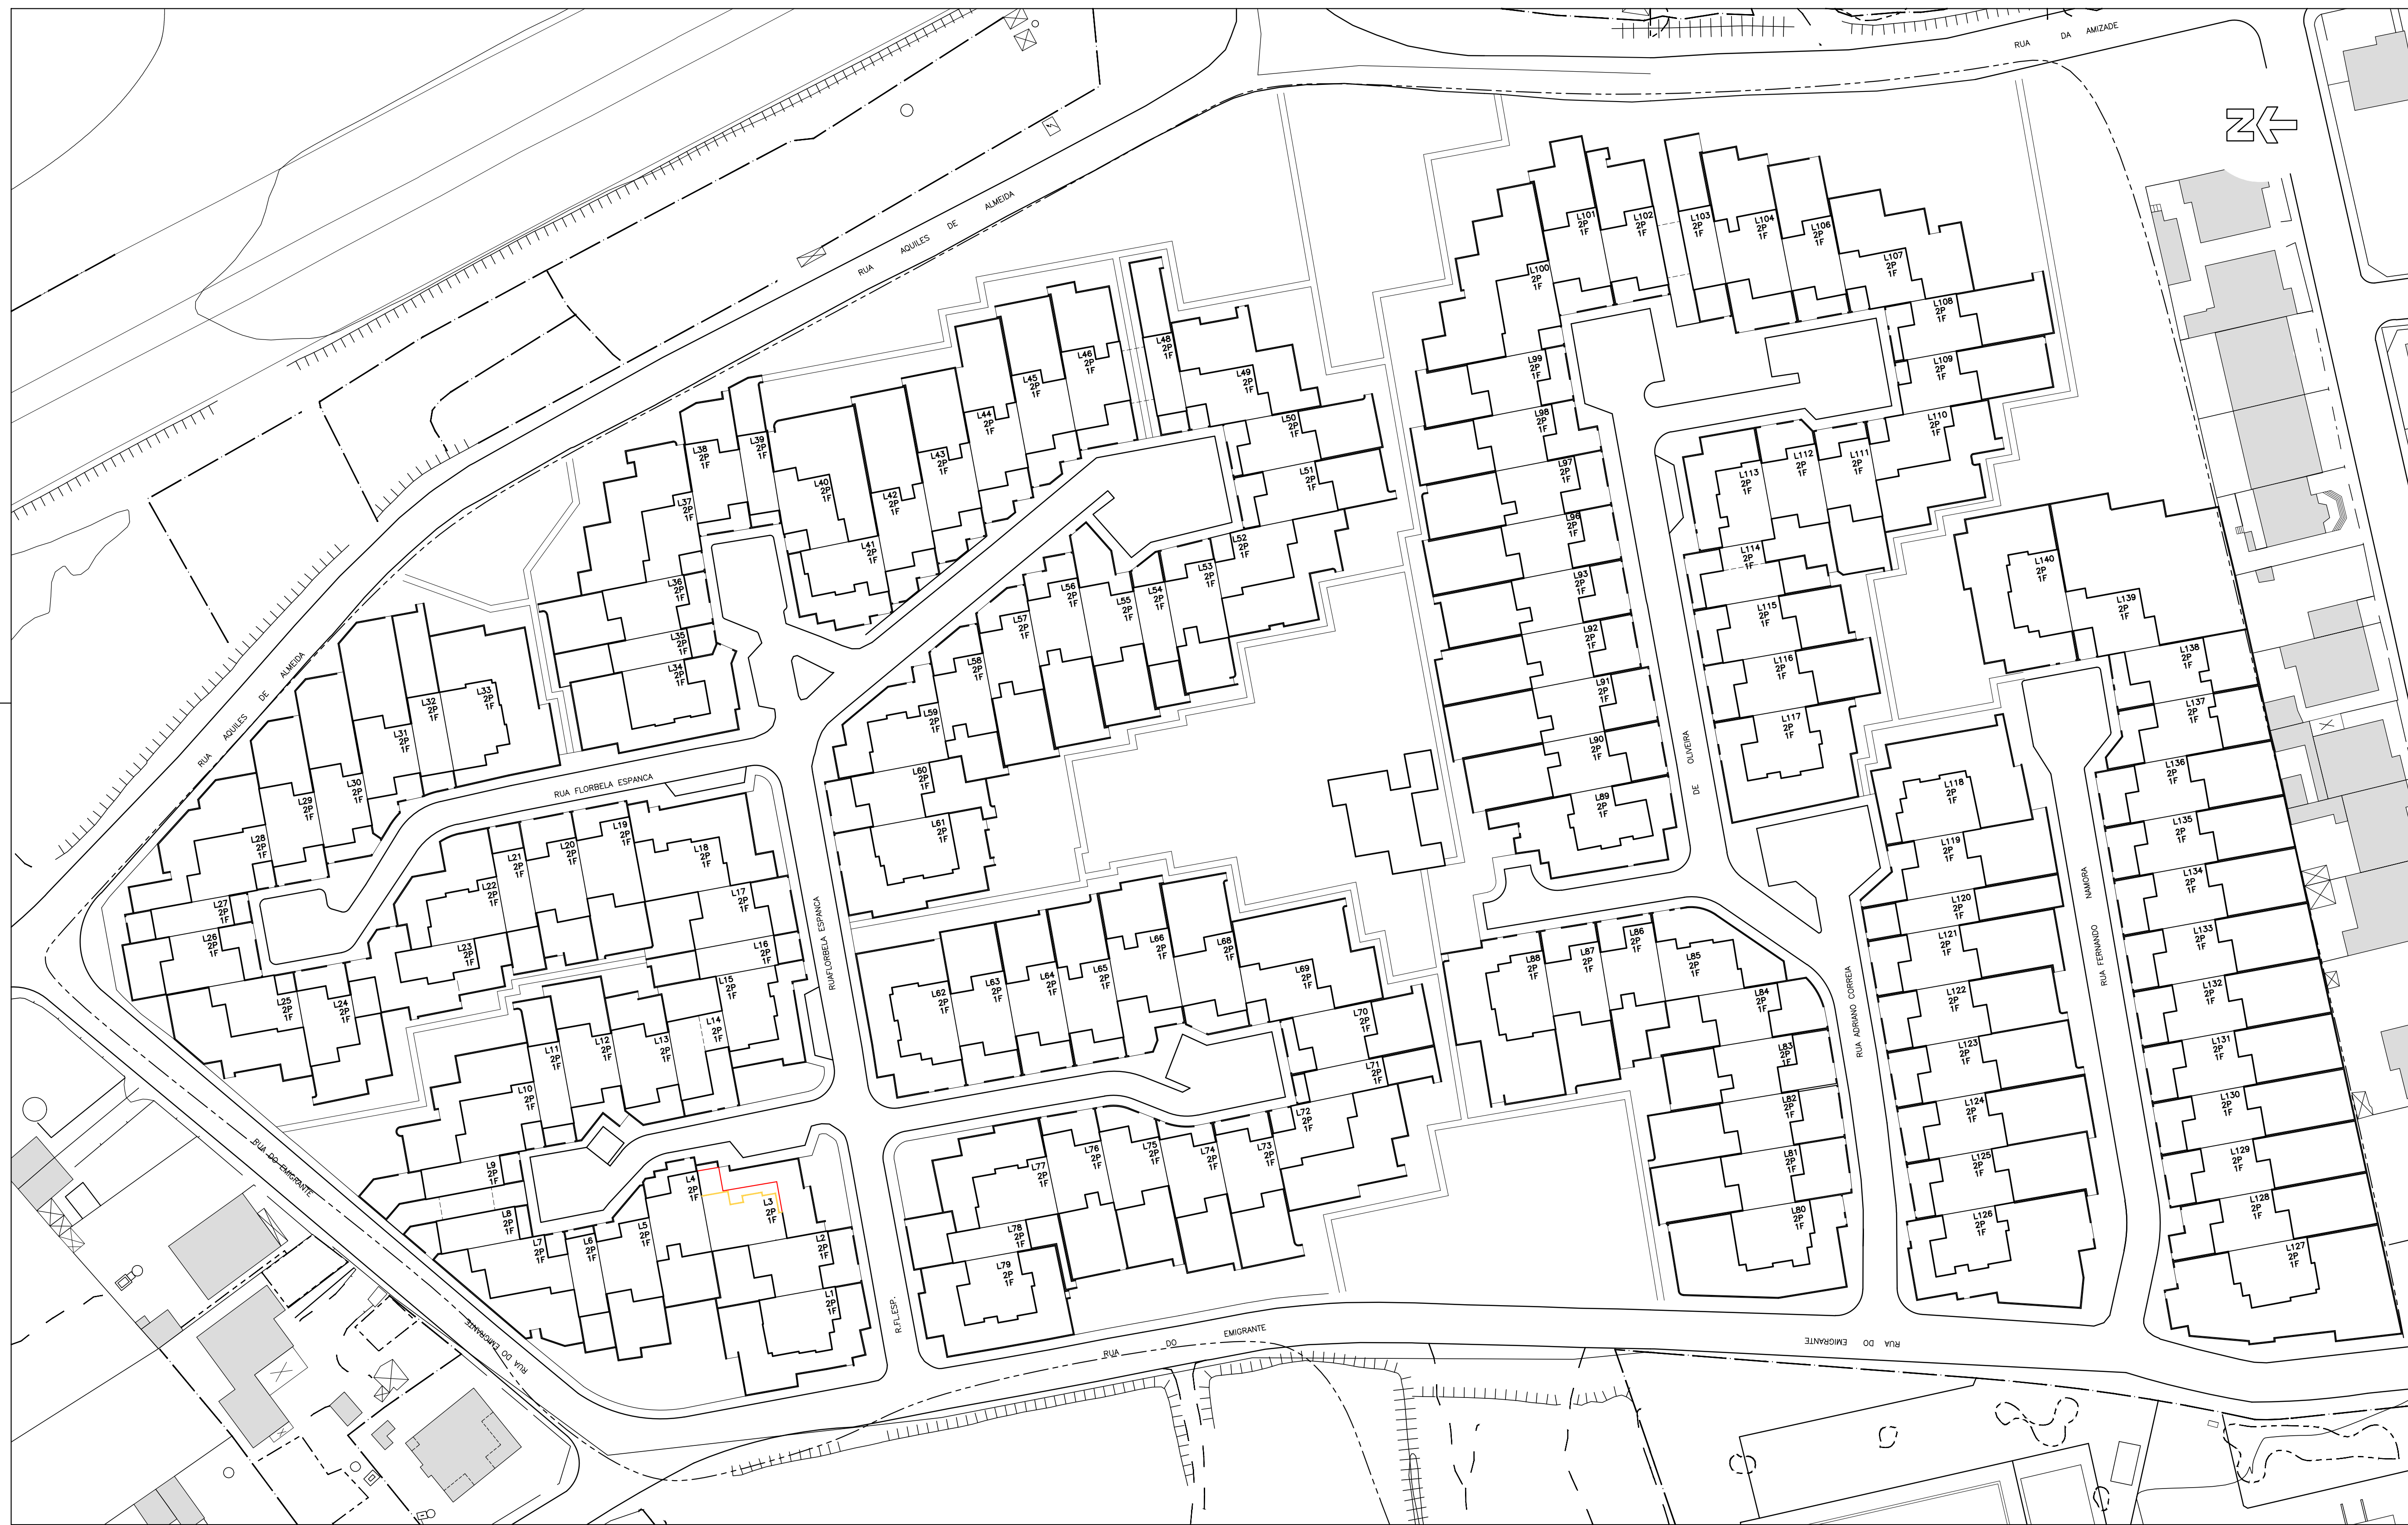 RUA DA AMIZADE
N
RUA AQUILES DE ALMEIDA
L101
2P
1F
L102
2P
1F
L103
2P
1F
L104
2P
1F
L106
2P
1F
L107
2P
1F
L100
2P
1F
L108
2P
1F
L109
2P
1F
L99
2P
1F
L98
2P
1F
L97
2P
1F
L96
2P
1F
L93
2P
1F
L92
2P
1F
L91
2P
1F
L90
2P
1F
L89
2P
1F
L110
2P
1F
L111
2P
1F
L112
2P
1F
L113
2P
1F
L114
2P
1F
L115
2P
1F
L116
2P
1F
L117
2P
1F
DE OLIVEIRA
L48
2P
1F
L46
2P
1F
L45
2P
1F
L44
2P
1F
L43
2P
1F
L42
2P
1F
L41
2P
1F
L40
2P
1F
L39
2P
1F
L38
2P
1F
L37
2P
1F
L36
2P
1F
L35
2P
1F
L34
2P
1F
L49
2P
1F
L50
2P
1F
L51
2P
1F
L52
2P
1F
L53
2P
1F
L54
2P
1F
L55
2P
1F
L56
2P
1F
L57
2P
1F
L58
2P
1F
L59
2P
1F
L60
2P
1F
L61
2P
1F
RUA AQUILES DE ALMEIDA
L33
2P
1F
L32
2P
1F
L31
2P
1F
L30
2P
1F
L29
2P
1F
L28
2P
1F
L27
2P
1F
L26
2P
1F
L25
2P
1F
L24
2P
1F
RUA FLORBELA ESPANCA
L23
2P
1F
L22
2P
1F
L21
2P
1F
L20
2P
1F
L19
2P
1F
L18
2P
1F
L17
2P
1F
L16
2P
1F
L15
2P
1F
L14
2P
1F
L13
2P
1F
L12
2P
1F
L11
2P
1F
L10
2P
1F
L9
2P
1F
L8
2P
1F
L7
2P
1F
L6
2P
1F
L5
2P
1F
L4
2P
1F
L3
2P
1F
L2
2P
1F
L1
2P
1F
RUAFLORBELA ESPANCA
L62
2P
1F
L63
2P
1F
L64
2P
1F
L65
2P
1F
L66
2P
1F
L68
2P
1F
L69
2P
1F
L70
2P
1F
L71
2P
1F
L72
2P
1F
L73
2P
1F
L74
2P
1F
L75
2P
1F
L76
2P
1F
L77
2P
1F
L78
2P
1F
L79
2P
1F
R.FL.ESP.
L88
2P
1F
L87
2P
1F
L86
2P
1F
L85
2P
1F
L84
2P
1F
L83
2P
1F
L82
2P
1F
L81
2P
1F
L80
2P
1F
RUA ADRIANO CORREIA
L118
2P
1F
L119
2P
1F
L120
2P
1F
L121
2P
1F
L122
2P
1F
L123
2P
1F
L124
2P
1F
L125
2P
1F
L126
2P
1F
RUA FERNANDO NAMORA
L140
2P
1F
L139
2P
1F
L138
2P
1F
L137
2P
1F
L136
2P
1F
L135
2P
1F
L134
2P
1F
L133
2P
1F
L132
2P
1F
L131
2P
1F
L130
2P
1F
L129
2P
1F
L128
2P
1F
L127
2P
1F
RUA DO EMIGRANTE
RUA DO EMIGRANTE
RUA DO EMIGRANTE
RUA DO EMIGRANTE